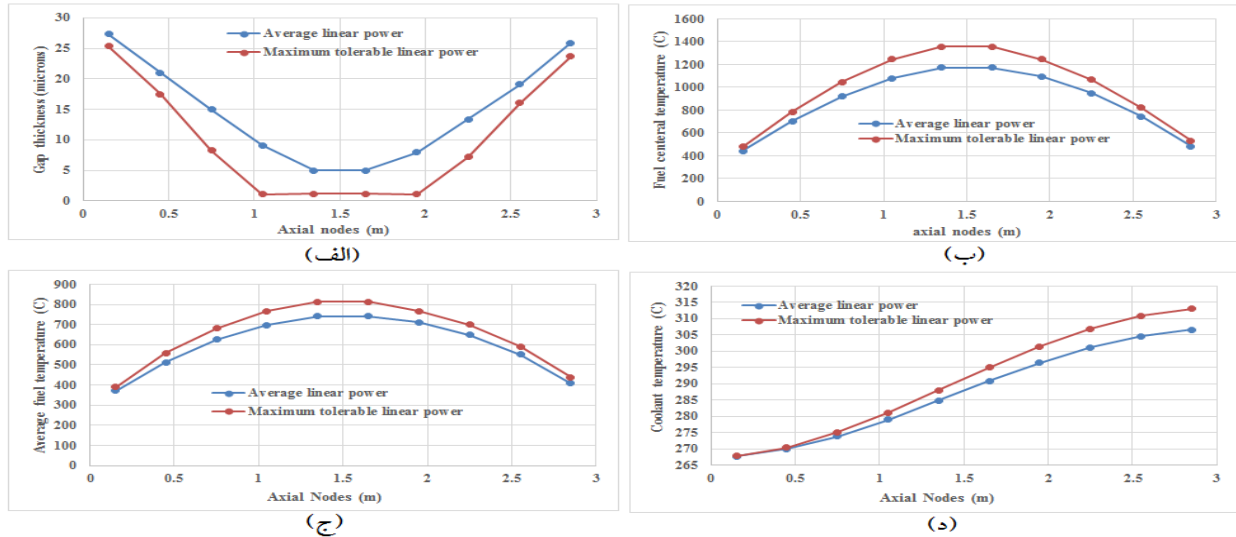 30
25
20
15
10
5
0
Gap thickness (microns)
Average linear power
Maximum tolerable linear power
0 0.5 1 1.5 2 2.5 3
Axial nodes (m)
(الف)
1600
1400
1200
1000
800
600
400
200
0
Fuel centeral temperature (C)
Average linear power
Maximum tolerable linear power
0 0.5 1 1.5 2 2.5 3
axial nodes (m)
(ب)
900
800
700
600
500
400
300
200
100
0
Average fuel temperature (C)
Average linear power
Maximum tolerable linear power
0 0.5 1 1.5 2 2.5 3
Axial Nodes (m)
(ج)
320
315
310
305
300
295
290
285
280
275
270
265
Coolant temperature (C)
Average linear power
Maximum tolerable linear power
0 0.5 1 1.5 2 2.5 3
Axial Nodes (m)
(د)